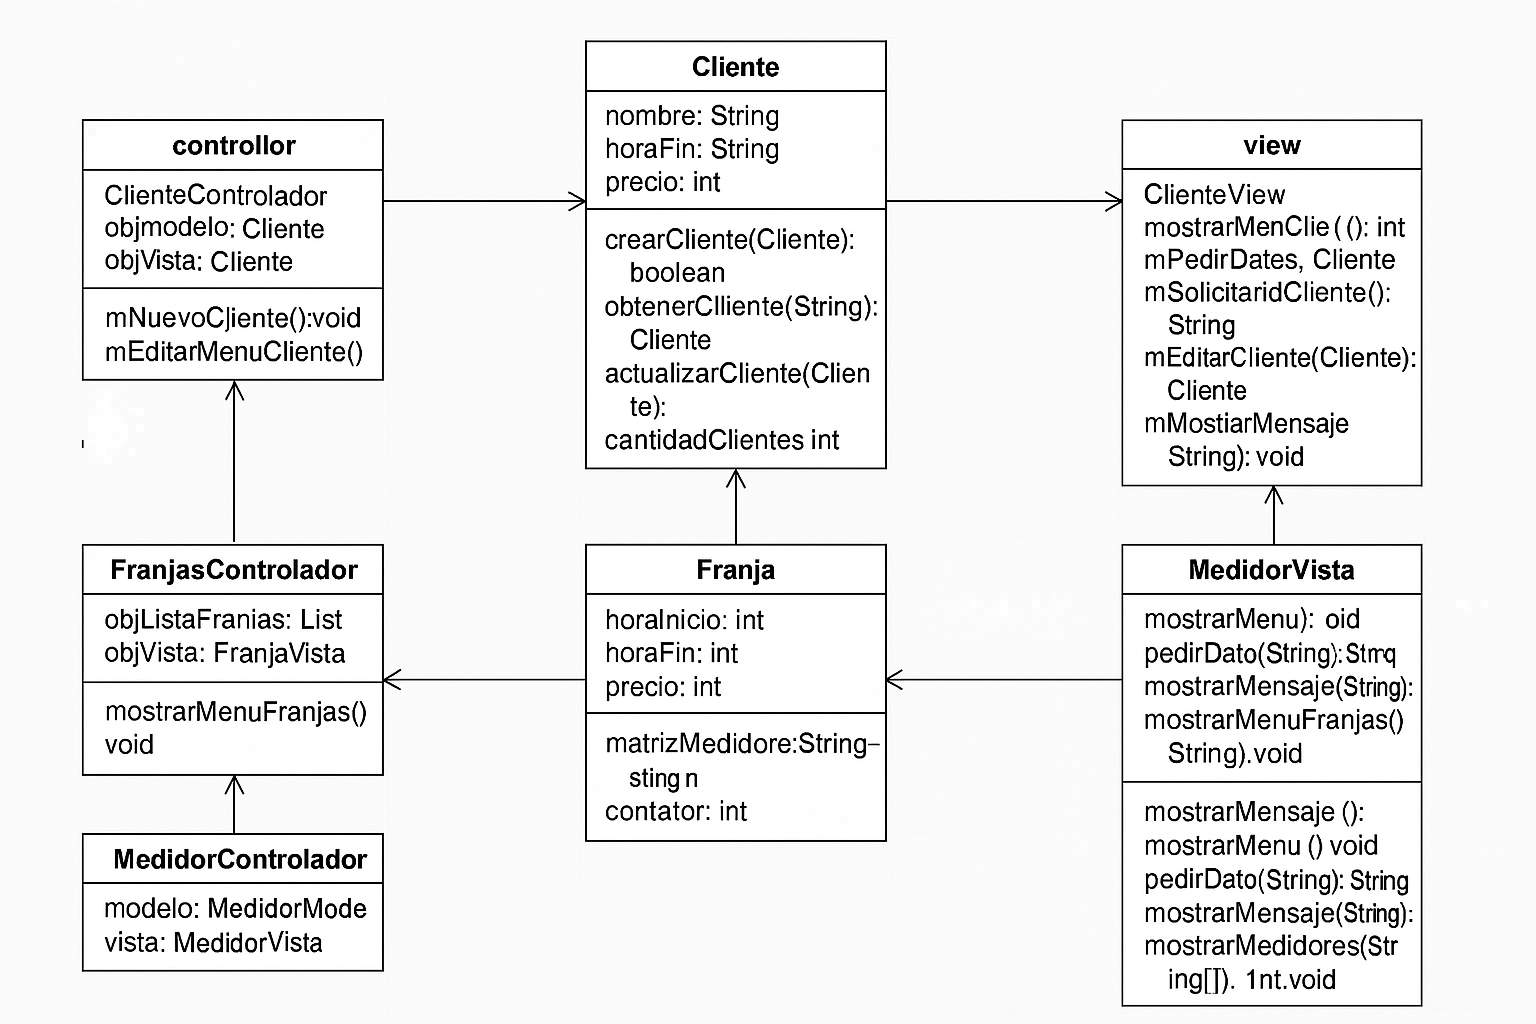 Cliente
nombre: String
horaFin: String
precio: int
crearCliente(Cliente):
boolean
obtenerClliente(String):
Cliente
actualizarCliente(Clien
te):
cantidadClientes int
controllor
ClienteControlador
objmodelo: Cliente
objVista: Cliente
mNuevoCjiente():void
mEditarMenuCliente()
view
ClienteView
mostrarMenClie ( (): int
mPedirDates, Cliente
mSolicitaridCliente():
String
mEditarCliente(Cliente):
Cliente
mMostiarMensaje
String): void
FranjasControlador
objListaFranias: List
objVista: FranjaVista
mostrarMenuFranjas()
void
Franja
horaInicio: int
horaFin: int
precio: int
matrizMedidore:String–
sting n
contator: int
MedidorVista
mostrarMenu): oid
pedirDato(String):Strnq
mostrarMensaje(String):
mostrarMenuFranjas()
String).void
mostrarMensaje ():
mostrarMenu () void
pedirDato(String): String
mostrarMensaje(String):
mostrarMedidores(Str
ing[]). 1nt.void
MedidorControlador
modelo: MedidorMode
vista: MedidorVista